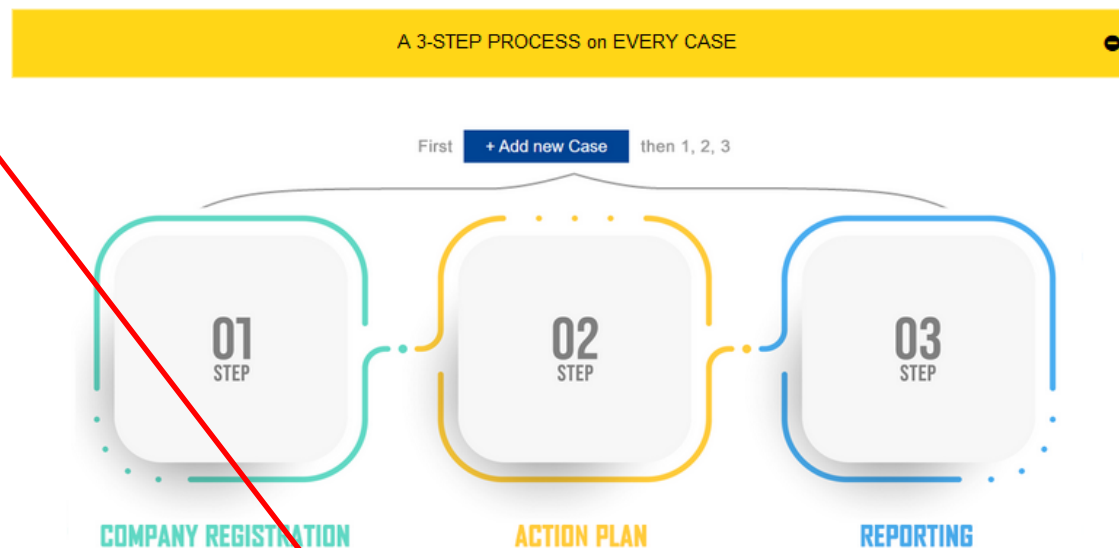 A 3-STEP PROCESS on EVERY CASE
First + Add new Case then 1, 2, 3
01 02 03
STEP STEP STEP
COMPANY REGISTRATION ACTION PLAN REPORTING